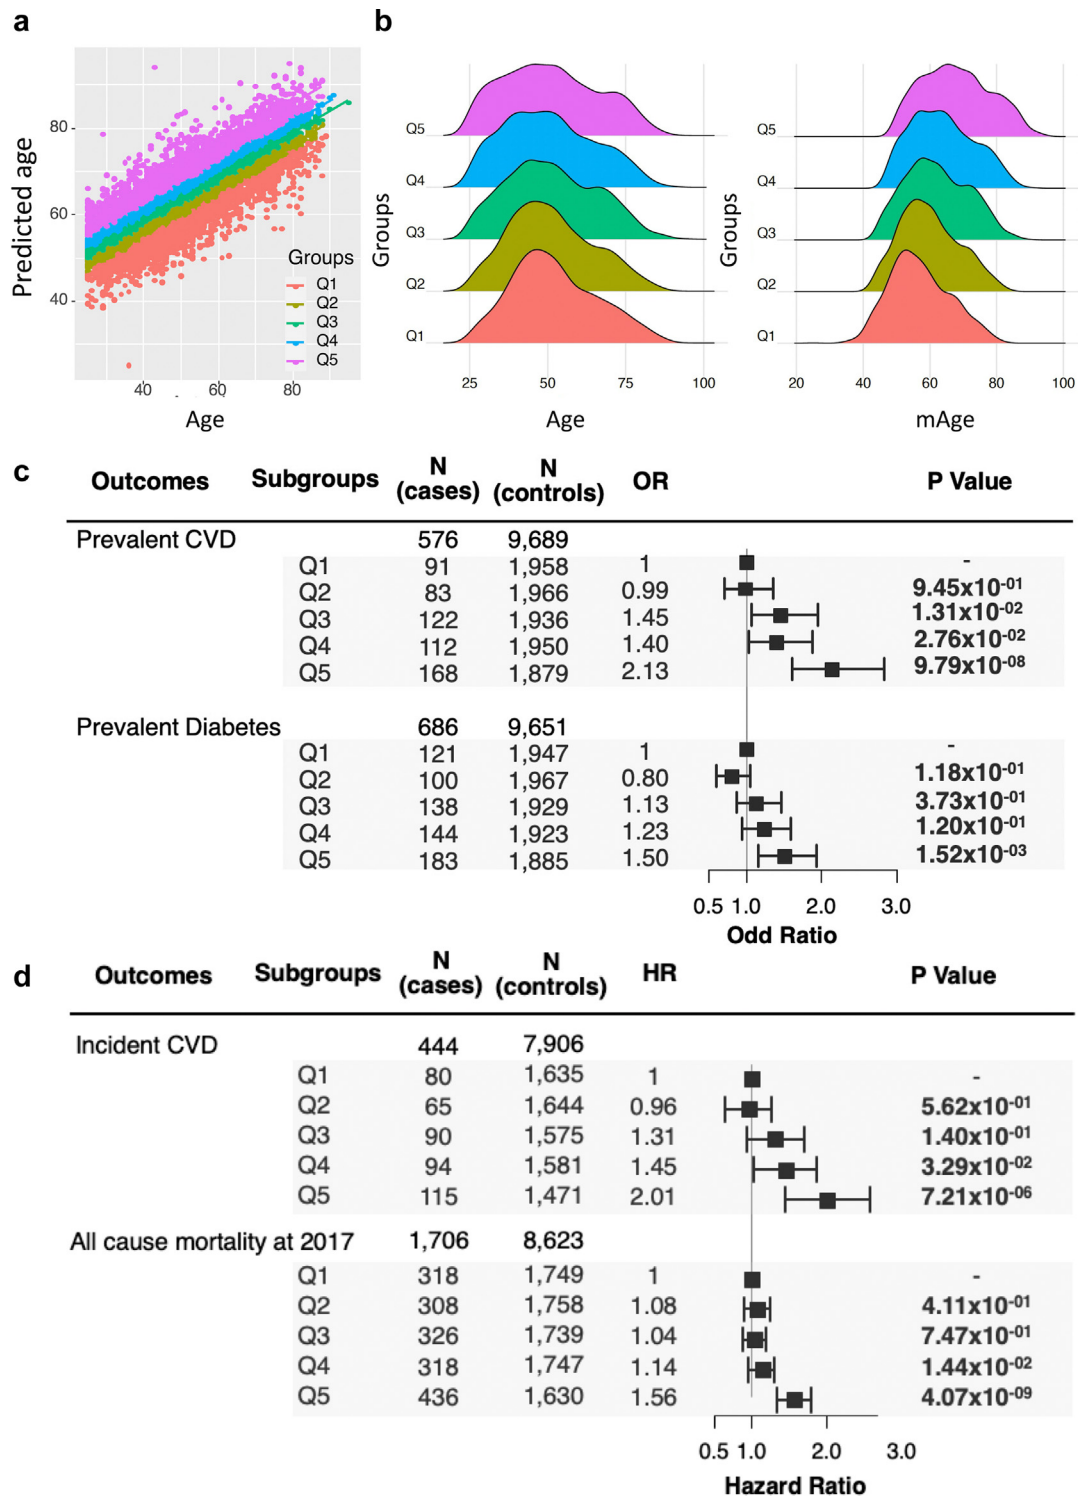 a
b
Predicted age
80
60
40
40
60
80
Age
Groups
Q1
Q2
Q3
Q4
Q5
Groups
Q5
Q4
Q3
Q2
Q1
25
50
75
100
Age
Groups
Q5
Q4
Q3
Q2
Q1
20
40
60
80
100
mAge
c
Outcomes Subgroups N (cases) N (controls) OR P Value
Prevalent CVD 576 9,689
Q1 91 1,958 1 -
Q2 83 1,966 0.99 9.45x10⁻⁰¹
Q3 122 1,936 1.45 1.31x10⁻⁰²
Q4 112 1,950 1.40 2.76x10⁻⁰²
Q5 168 1,879 2.13 9.79x10⁻⁰⁸
Prevalent Diabetes 686 9,651
Q1 121 1,947 1 -
Q2 100 1,967 0.80 1.18x10⁻⁰¹
Q3 138 1,929 1.13 3.73x10⁻⁰¹
Q4 144 1,923 1.23 1.20x10⁻⁰¹
Q5 183 1,885 1.50 1.52x10⁻⁰³
0.5 1.0 2.0 3.0
Odd Ratio
d
Outcomes Subgroups N (cases) N (controls) HR P Value
Incident CVD 444 7,906
Q1 80 1,635 1 -
Q2 65 1,644 0.96 5.62x10⁻⁰¹
Q3 90 1,575 1.31 1.40x10⁻⁰¹
Q4 94 1,581 1.45 3.29x10⁻⁰²
Q5 115 1,471 2.01 7.21x10⁻⁰⁶
All cause mortality at 2017 1,706 8,623
Q1 318 1,749 1 -
Q2 308 1,758 1.08 4.11x10⁻⁰¹
Q3 326 1,739 1.04 7.47x10⁻⁰¹
Q4 318 1,747 1.14 1.44x10⁻⁰²
Q5 436 1,630 1.56 4.07x10⁻⁰⁹
0.5 1.0 2.0 3.0
Hazard Ratio